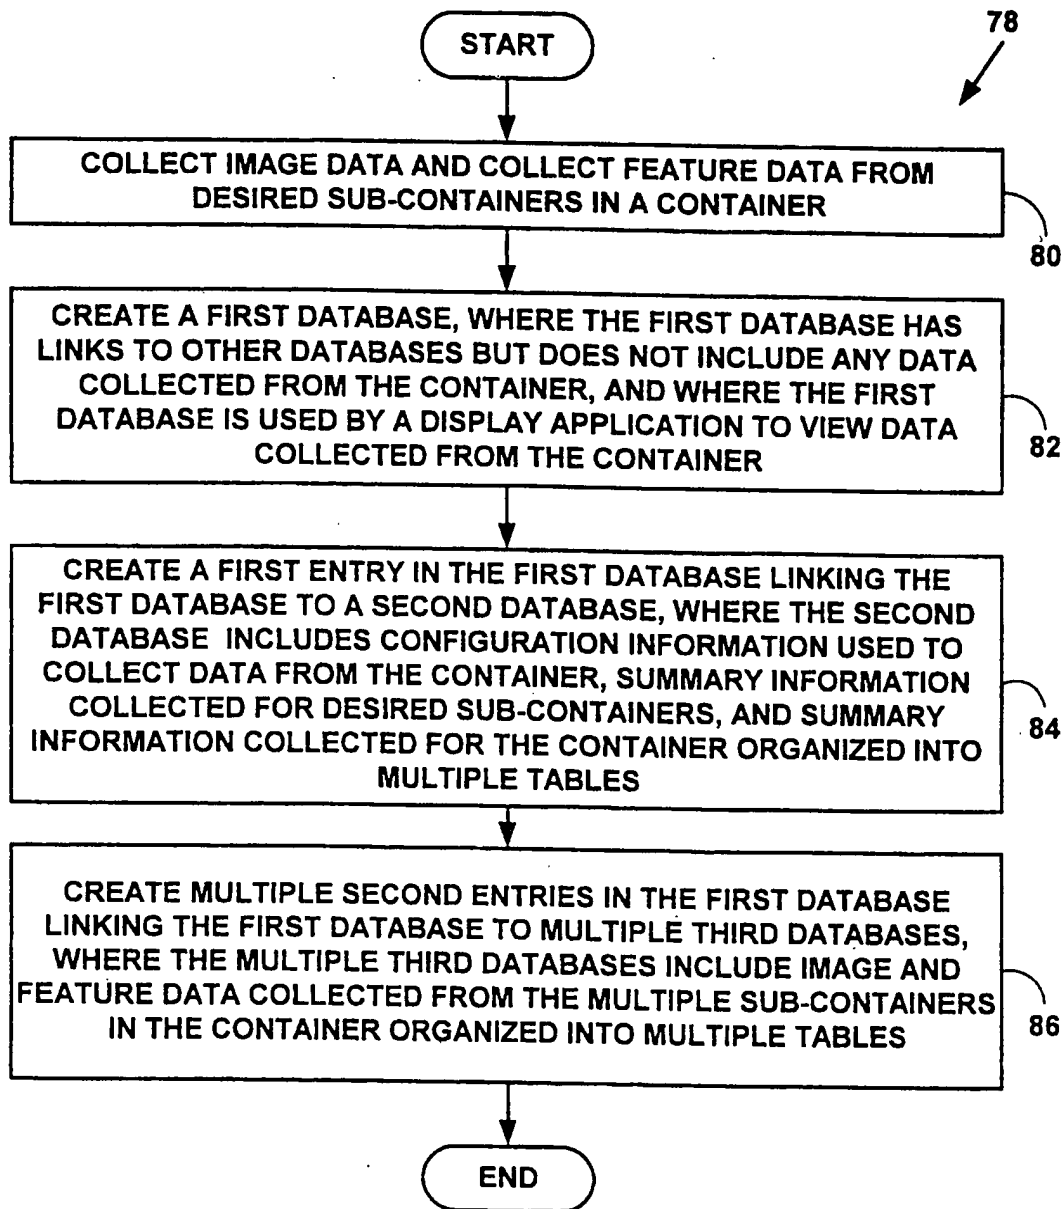 START
78
COLLECT IMAGE DATA AND COLLECT FEATURE DATA FROM
DESIRED SUB-CONTAINERS IN A CONTAINER
80
CREATE A FIRST DATABASE, WHERE THE FIRST DATABASE HAS
LINKS TO OTHER DATABASES BUT DOES NOT INCLUDE ANY DATA
COLLECTED FROM THE CONTAINER, AND WHERE THE FIRST
DATABASE IS USED BY A DISPLAY APPLICATION TO VIEW DATA
COLLECTED FROM THE CONTAINER
82
CREATE A FIRST ENTRY IN THE FIRST DATABASE LINKING THE
FIRST DATABASE TO A SECOND DATABASE, WHERE THE SECOND
DATABASE INCLUDES CONFIGURATION INFORMATION USED TO
COLLECT DATA FROM THE CONTAINER, SUMMARY INFORMATION
COLLECTED FOR DESIRED SUB-CONTAINERS, AND SUMMARY
INFORMATION COLLECTED FOR THE CONTAINER ORGANIZED INTO
MULTIPLE TABLES
84
CREATE MULTIPLE SECOND ENTRIES IN THE FIRST DATABASE
LINKING THE FIRST DATABASE TO MULTIPLE THIRD DATABASES,
WHERE THE MULTIPLE THIRD DATABASES INCLUDE IMAGE AND
FEATURE DATA COLLECTED FROM THE MULTIPLE SUB-CONTAINERS
IN THE CONTAINER ORGANIZED INTO MULTIPLE TABLES
86
END